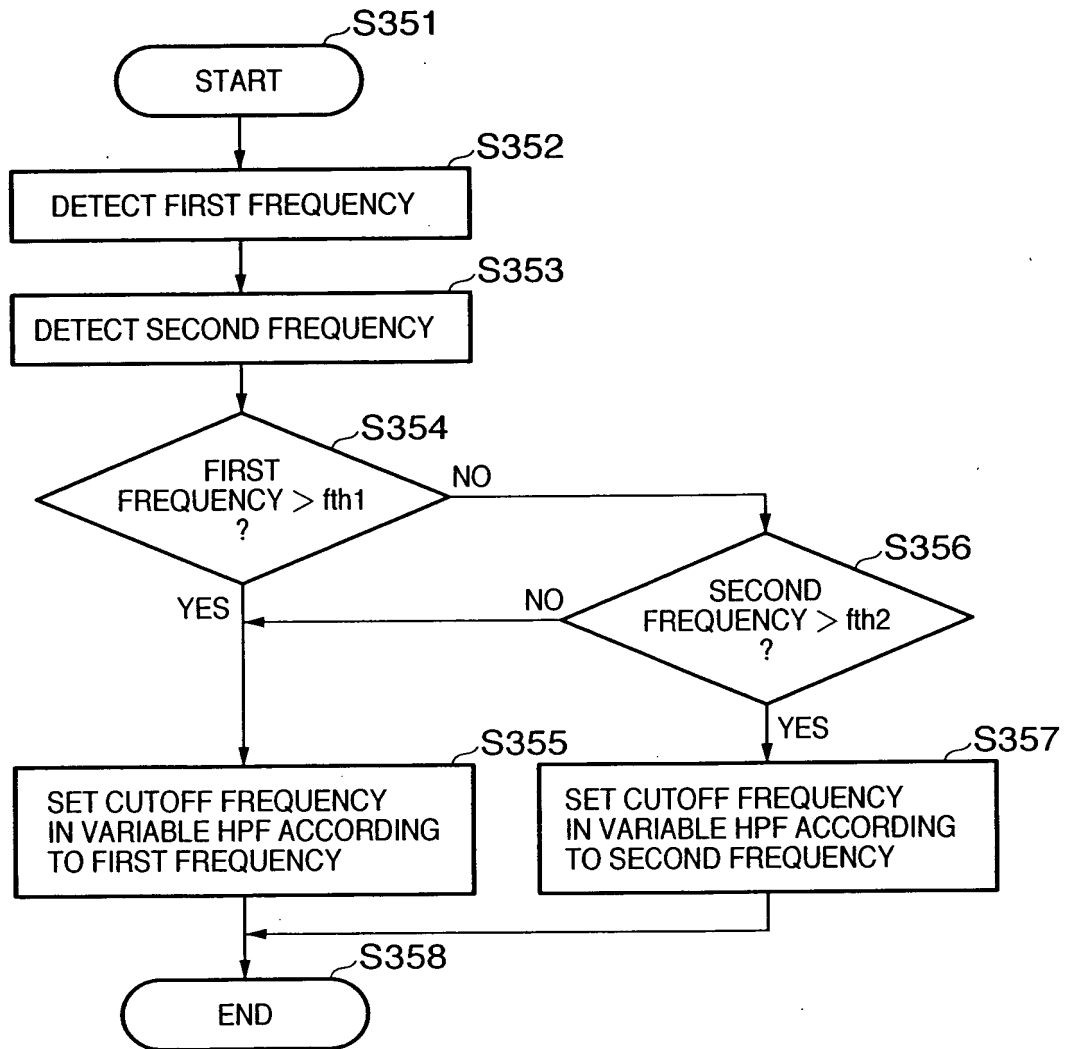 S351
START
S352
DETECT FIRST FREQUENCY
S353
DETECT SECOND FREQUENCY
S354
FIRST
FREQUENCY > fth1
?
NO
YES
S356
SECOND
FREQUENCY > fth2
?
NO
YES
S355
SET CUTOFF FREQUENCY
IN VARIABLE HPF ACCORDING
TO FIRST FREQUENCY
S357
SET CUTOFF FREQUENCY
IN VARIABLE HPF ACCORDING
TO SECOND FREQUENCY
S358
END